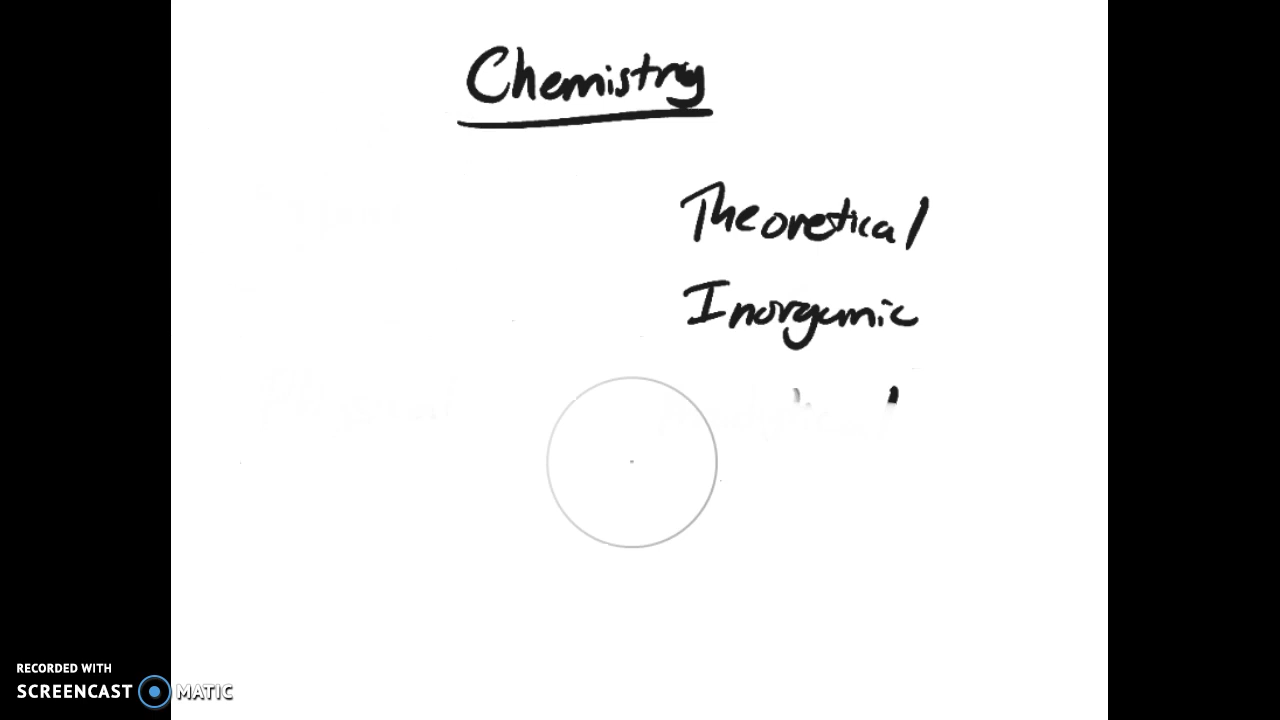 Chemistry
Theoretical
Inorganic
RECORDED WITH
SCREENCAST MATIC